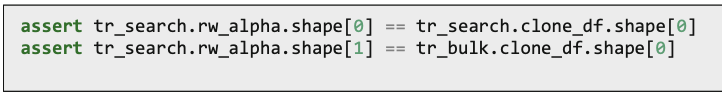 assert tr_search.rw_alpha.shape[0] == tr_search.clone_df.shape[0]
assert tr_search.rw_alpha.shape[1] == tr_bulk.clone_df.shape[0]